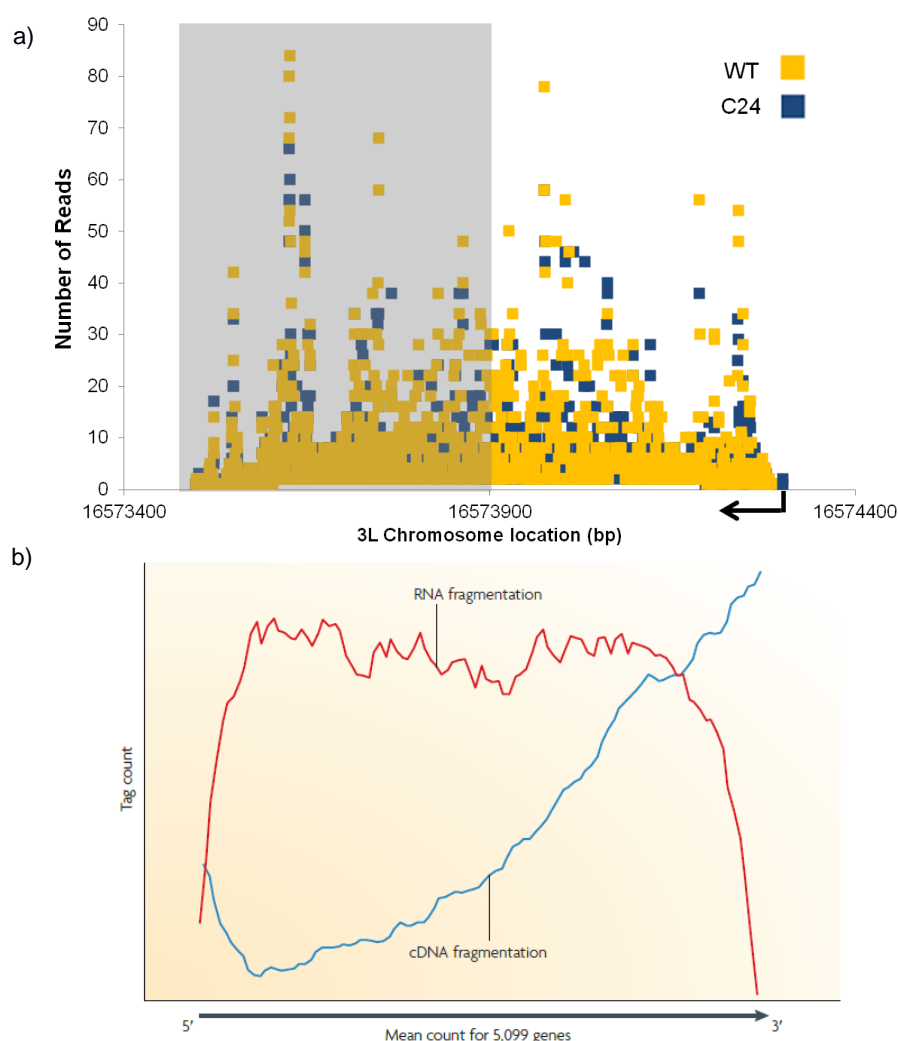 a)
90
80
70
60
50
40
30
20
10
0
Number of Reads
WT
C24
16573400
16573900
16574400
3L Chromosome location (bp)
b)
RNA fragmentation
Tag count
cDNA fragmentation
5′
3′
Mean count for 5,099 genes